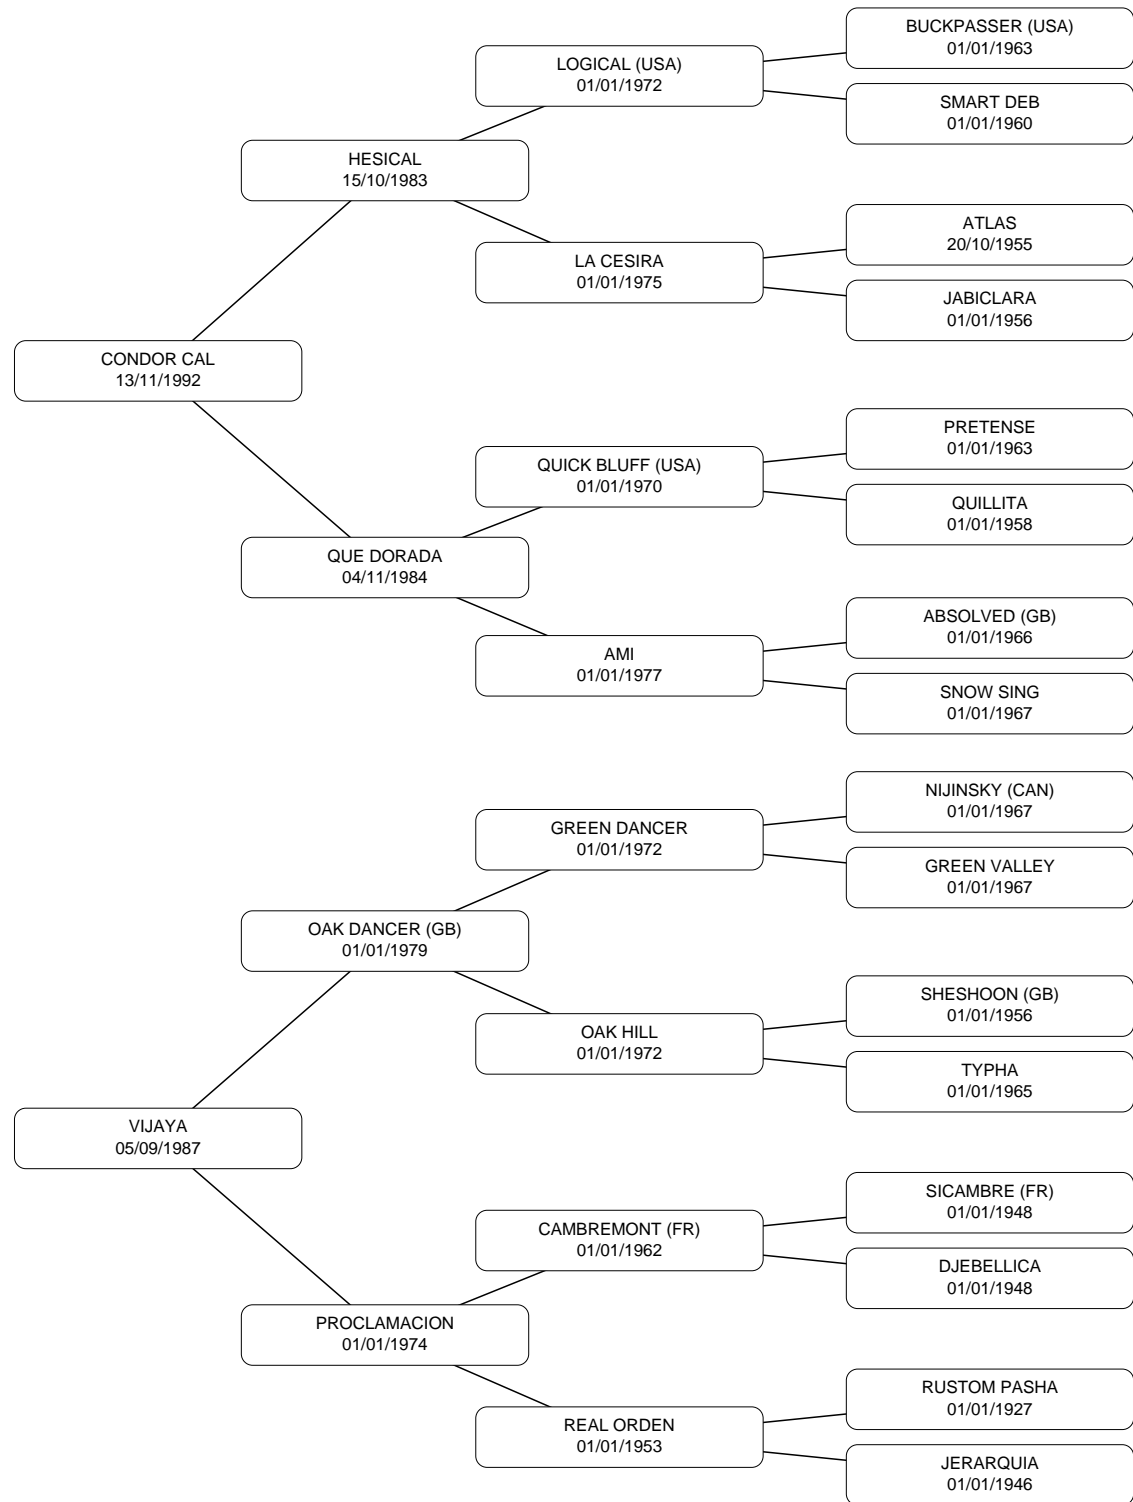 BUCKPASSER (USA)
01/01/1963
LOGICAL (USA)
01/01/1972
SMART DEB
01/01/1960
HESICAL
15/10/1983
ATLAS
20/10/1955
LA CESIRA
01/01/1975
JABICLARA
01/01/1956
CONDOR CAL
13/11/1992
PRETENSE
01/01/1963
QUICK BLUFF (USA)
01/01/1970
QUILLITA
01/01/1958
QUE DORADA
04/11/1984
ABSOLVED (GB)
01/01/1966
AMI
01/01/1977
SNOW SING
01/01/1967
NIJINSKY (CAN)
01/01/1967
GREEN DANCER
01/01/1972
GREEN VALLEY
01/01/1967
OAK DANCER (GB)
01/01/1979
SHESHOON (GB)
01/01/1956
OAK HILL
01/01/1972
TYPHA
01/01/1965
VIJAYA
05/09/1987
SICAMBRE (FR)
01/01/1948
CAMBREMONT (FR)
01/01/1962
DJEBELLICA
01/01/1948
PROCLAMACION
01/01/1974
RUSTOM PASHA
01/01/1927
REAL ORDEN
01/01/1953
JERARQUIA
01/01/1946